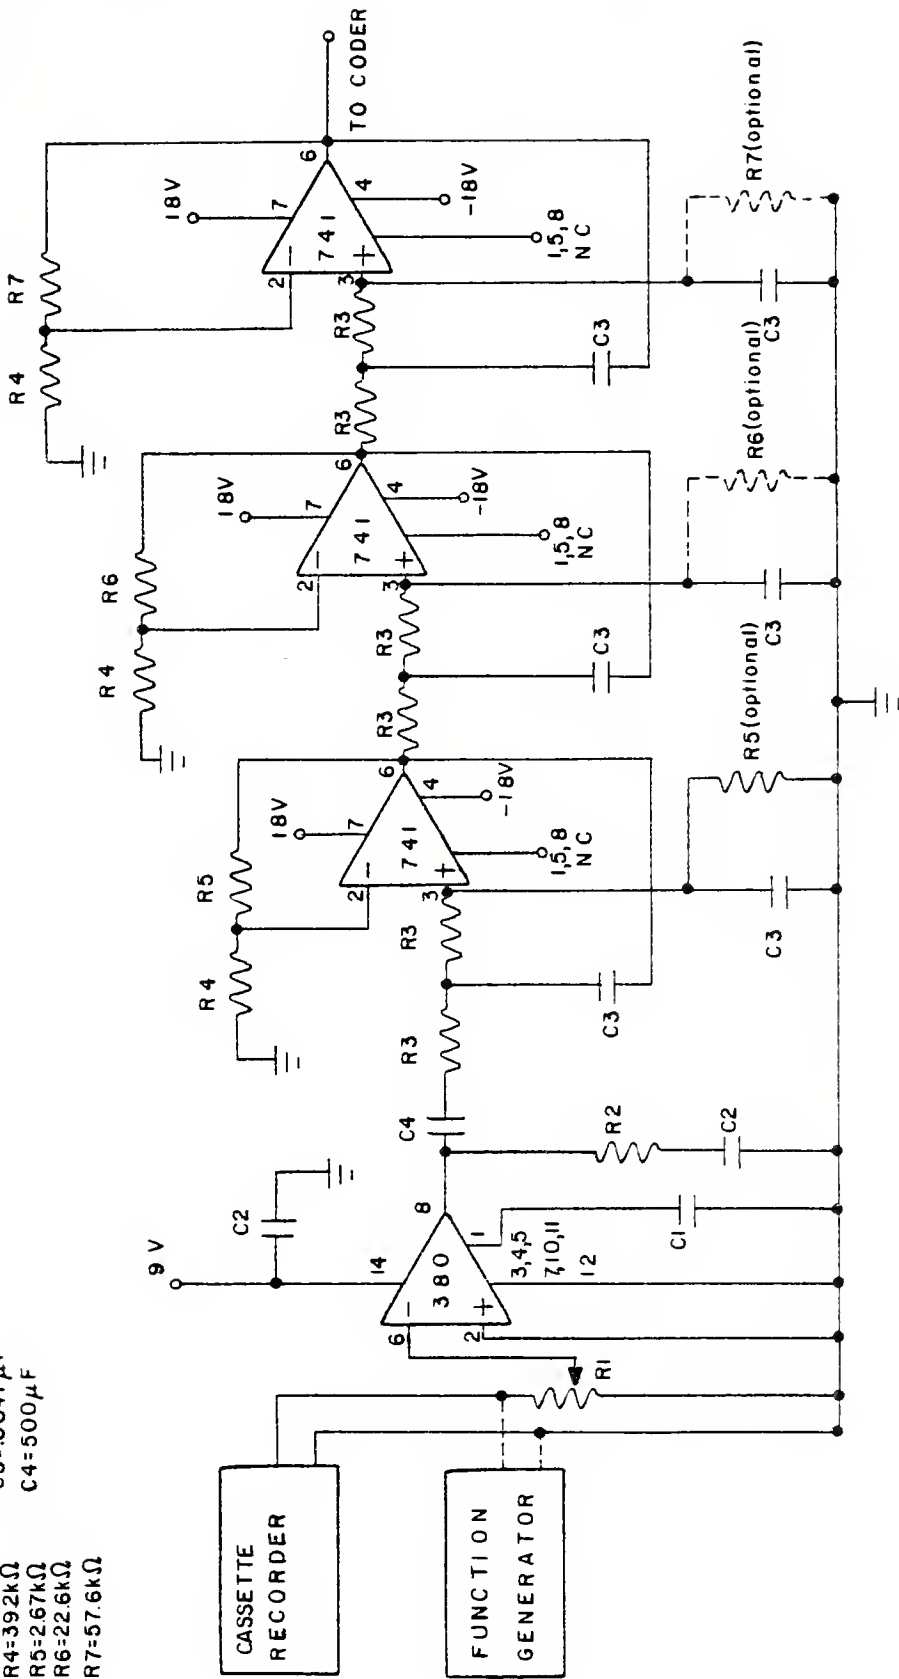 R4=392kΩ
R5=2.67kΩ
R6=22.6kΩ
R7=57.6kΩ
C4=500μF
CASSETTE
RECORDER
FUNCTION
GENERATOR
R1
9V
C2
14
6
–
380
+
2
8
1
3,4,5
7,10,11
12
C1
R2
C2
C4
R3
R3
C3
R4
R5
18V
7
2
–
741
+
3
6
4
-18V
1,5,8
NC
C3
R5(optional)
R3
R3
C3
R4
R6
18V
7
2
–
741
+
3
6
4
-18V
1,5,8
NC
C3
R6(optional)
R3
R3
C3
R4
R7
18V
7
2
–
741
+
3
6
4
-18V
1,5,8
NC
C3
R7(optional)
TO CODER